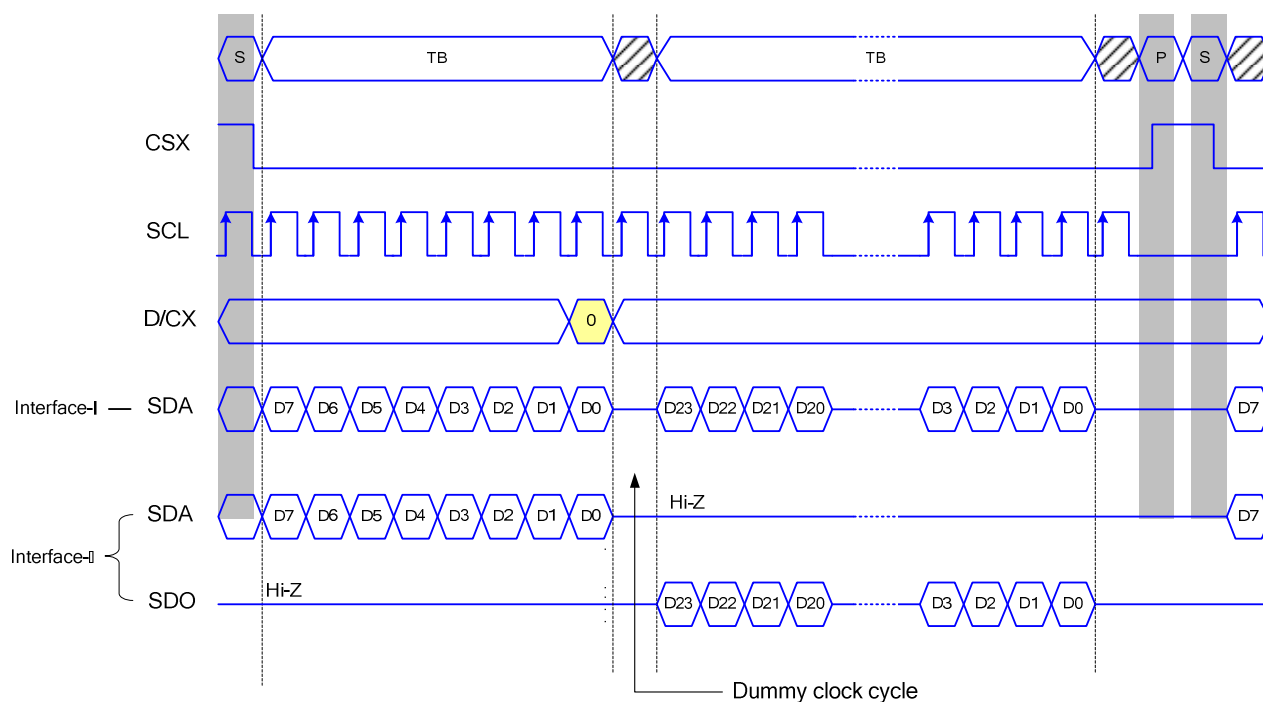 S TB TB P S
CSX
SCL
D/CX 0
Interface-I SDA D7 D6 D5 D4 D3 D2 D1 D0 D23 D22 D21 D20 D3 D2 D1 D0 D7
SDA D7 D6 D5 D4 D3 D2 D1 D0 Hi-Z D7
Interface-▯
SDO Hi-Z D23 D22 D21 D20 D3 D2 D1 D0
Dummy clock cycle